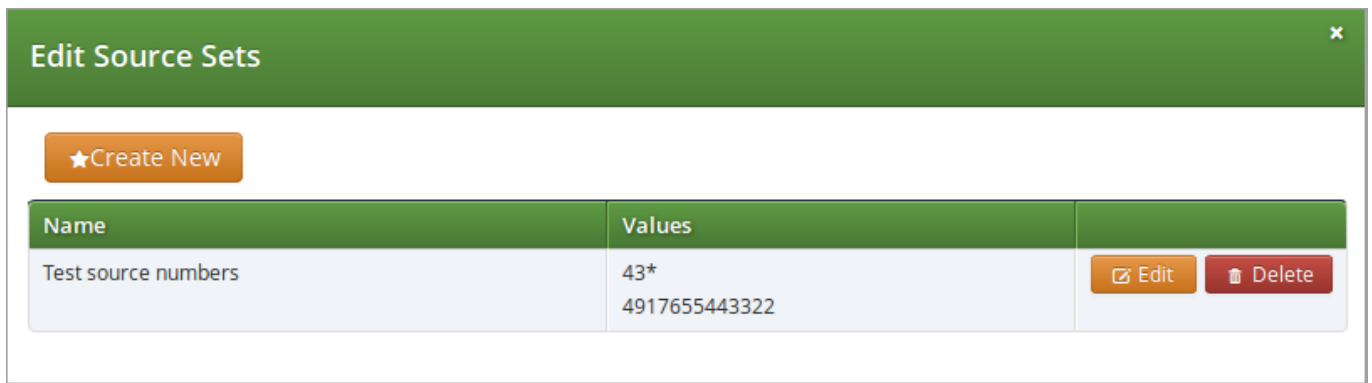 Edit Source Sets
Create New
Name Values
Test source numbers 43* Edit Delete
4917655443322